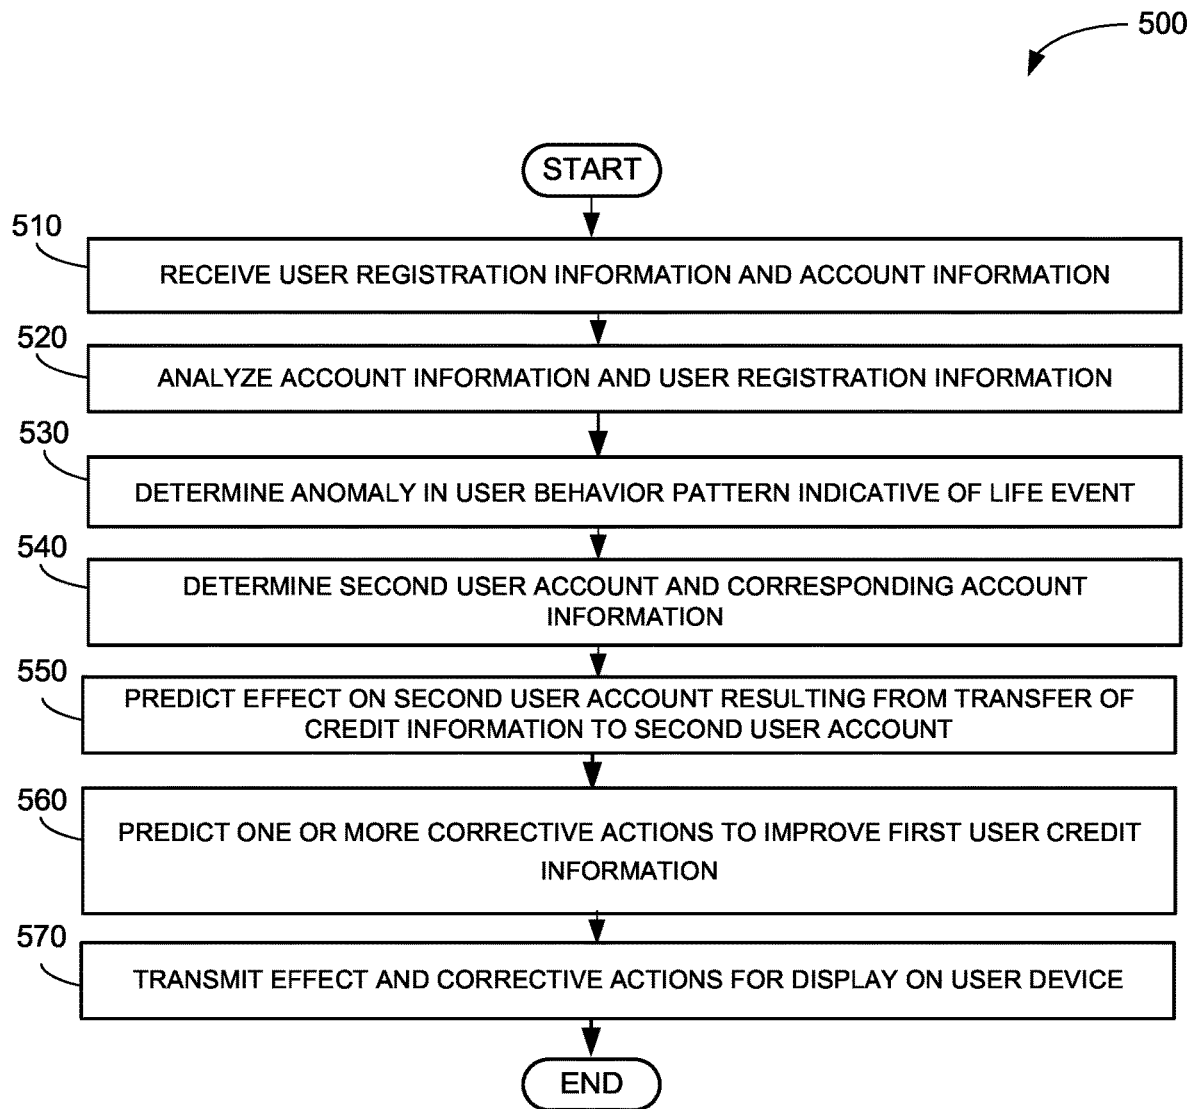 500
START
510
RECEIVE USER REGISTRATION INFORMATION AND ACCOUNT INFORMATION
520
ANALYZE ACCOUNT INFORMATION AND USER REGISTRATION INFORMATION
530
DETERMINE ANOMALY IN USER BEHAVIOR PATTERN INDICATIVE OF LIFE EVENT
540
DETERMINE SECOND USER ACCOUNT AND CORRESPONDING ACCOUNT
INFORMATION
550
PREDICT EFFECT ON SECOND USER ACCOUNT RESULTING FROM TRANSFER OF
CREDIT INFORMATION TO SECOND USER ACCOUNT
560
PREDICT ONE OR MORE CORRECTIVE ACTIONS TO IMPROVE FIRST USER CREDIT
INFORMATION
570
TRANSMIT EFFECT AND CORRECTIVE ACTIONS FOR DISPLAY ON USER DEVICE
END